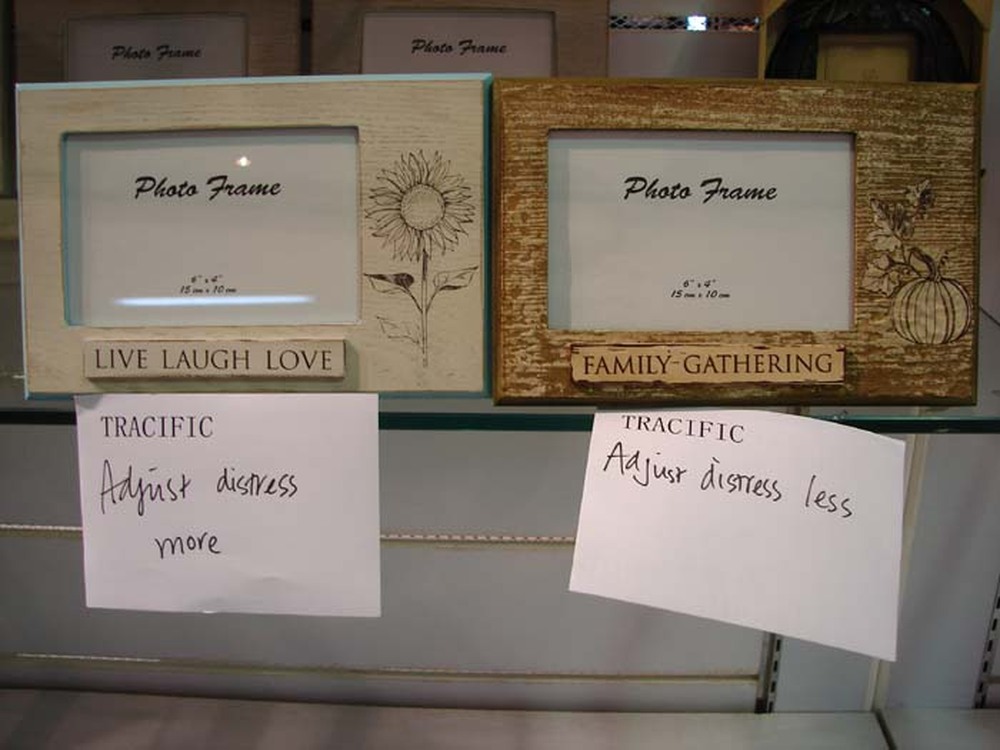 Photo Frame
Photo Frame
Photo Frame
6" x 4"
15 cm x 10 cm
LIVE LAUGH LOVE
Photo Frame
6" x 4"
15 cm x 10 cm
FAMILY-GATHERING
TRACIFIC
Adjust distress
more
TRACIFIC
Adjust distress less